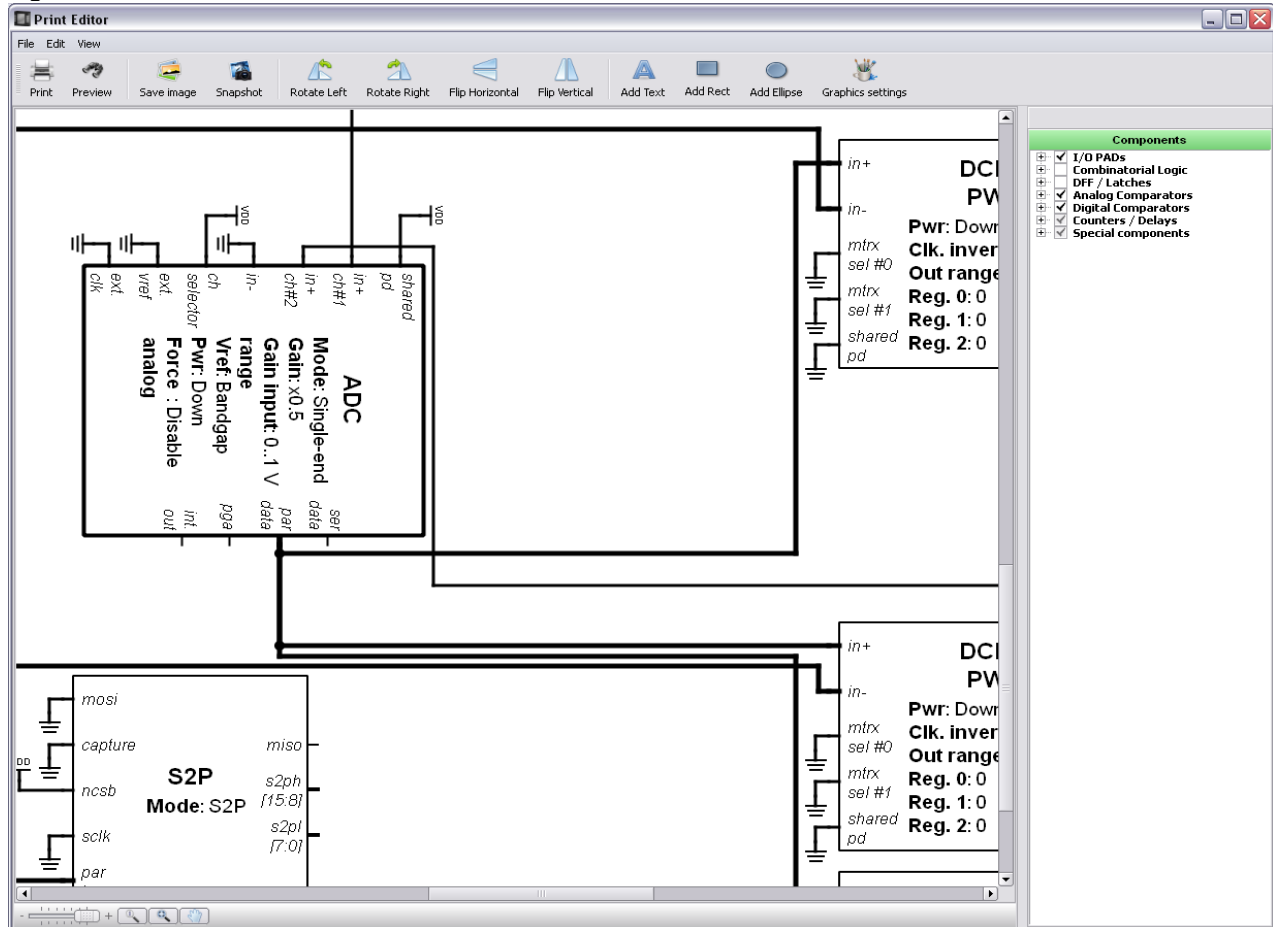 Print Editor
File Edit View
Print Preview Save image Snapshot Rotate Left Rotate Right Flip Horizontal Flip Vertical Add Text Add Rect Add Ellipse Graphics settings
Components
I/O PADs
Combinatorial Logic
DFF / Latches
Analog Comparators
Digital Comparators
Counters / Delays
Special components
VDD
VDD
ext.
clk
ext.
vref
ch
selector
in-
in+
ch#2
in+
ch#1
shared
pd
ADC
Mode: Single-end
Gain: x0.5
Gain input: 0..1 V
range
Vref: Bandgap
Pwr: Down
Force : Disable
analog
int.
out
pga
par
data
ser
data
in+
DC
PW
in-
Pwr: Down
mtrx
sel #0
Clk. inver
Out range
mtrx
sel #1
Reg. 0: 0
Reg. 1: 0
shared
pd
Reg. 2: 0
in+
DC
PW
in-
Pwr: Down
mtrx
sel #0
Clk. inver
Out range
mtrx
sel #1
Reg. 0: 0
Reg. 1: 0
shared
pd
Reg. 2: 0
mosi
capture
miso
DD
ncsb
S2P
Mode: S2P
s2ph
[15:8]
sclk
s2pl
[7:0]
par
- +